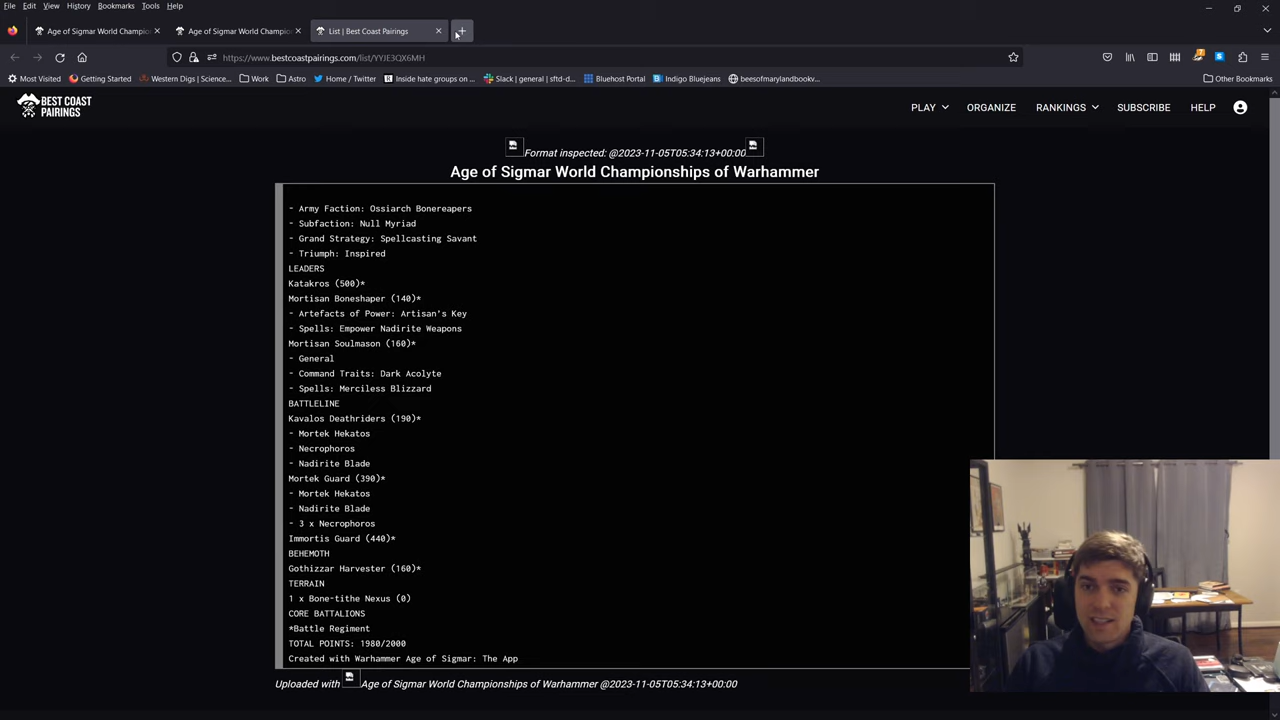 File Edit View History Bookmarks Tools Help
Age of Sigmar World Champion Age of Sigmar World Champion List | Best Coast Pairings
https://www.bestcoastpairings.com/list/YYJE3QX6MH
Most Visited Getting Started Western Digs | Science... Work Astro Home / Twitter Inside hate groups on ... Slack | general | sftd-d... Bluehost Portal Indigo Bluejeans beesofmarylandbookv... Other Bookmarks
BEST COAST
PAIRINGS
PLAY ORGANIZE RANKINGS SUBSCRIBE HELP
Format inspected: @2023-11-05T05:34:13+00:00
Age of Sigmar World Championships of Warhammer
- Army Faction: Ossiarch Bonereapers
- Subfaction: Null Myriad
- Grand Strategy: Spellcasting Savant
- Triumph: Inspired
LEADERS
Katakros (500)*
Mortisan Boneshaper (140)*
- Artefacts of Power: Artisan's Key
- Spells: Empower Nadirite Weapons
Mortisan Soulmason (160)*
- General
- Command Traits: Dark Acolyte
- Spells: Merciless Blizzard
BATTLELINE
Kavalos Deathriders (190)*
- Mortek Hekatos
- Necrophoros
- Nadirite Blade
Mortek Guard (390)*
- Mortek Hekatos
- Nadirite Blade
- 3 x Necrophoros
Immortis Guard (440)*
BEHEMOTH
Gothizzar Harvester (160)*
TERRAIN
1 x Bone-tithe Nexus (0)
CORE BATTALIONS
*Battle Regiment
TOTAL POINTS: 1980/2000
Created with Warhammer Age of Sigmar: The App
Uploaded with Age of Sigmar World Championships of Warhammer @2023-11-05T05:34:13+00:00